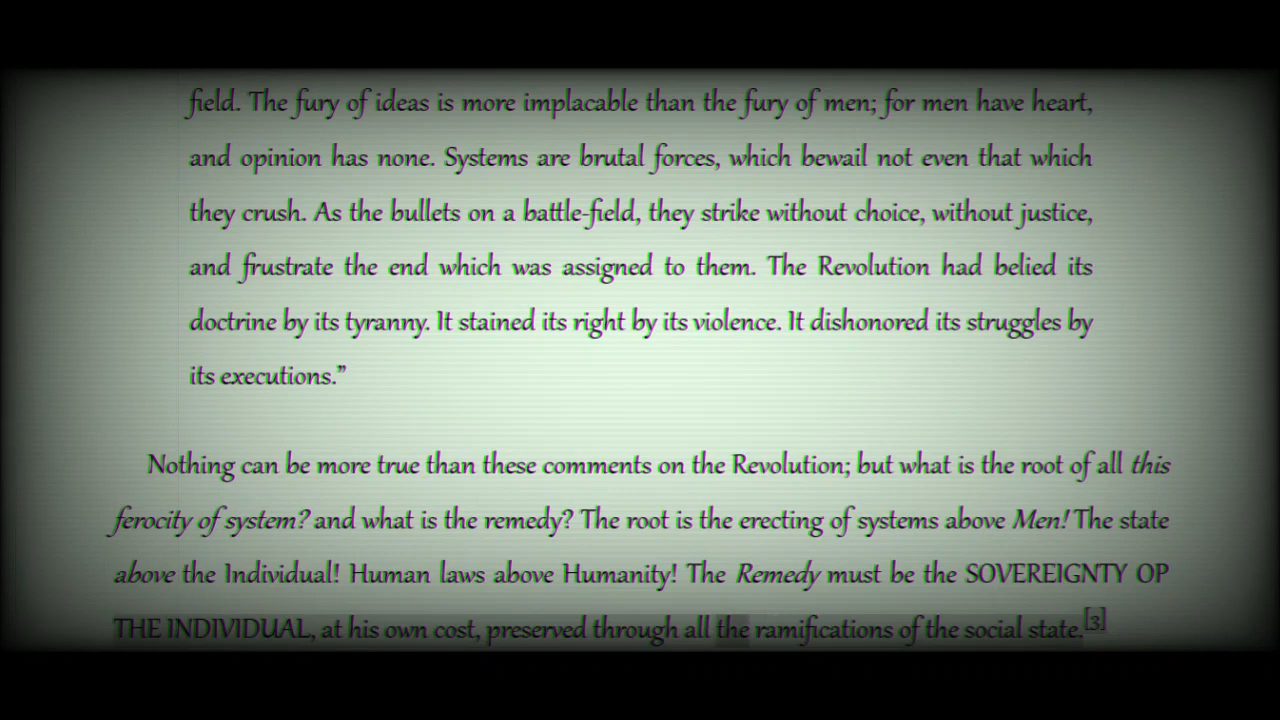 field. The fury of ideas is more implacable than the fury of men; for men have heart,
and opinion has none. Systems are brutal forces, which bewail not even that which
they crush. As the bullets on a battle-field, they strike without choice, without justice,
and frustrate the end which was assigned to them. The Revolution had belied its
doctrine by its tyranny. It stained its right by its violence. It dishonored its struggles by
its executions.”
Nothing can be more true than these comments on the Revolution; but what is the root of all this
ferocity of system? and what is the remedy? The root is the erecting of systems above Men! The state
above the Individual! Human laws above Humanity! The Remedy must be the SOVEREIGNTY OP
THE INDIVIDUAL, at his own cost, preserved through all the ramifications of the social state.[3]